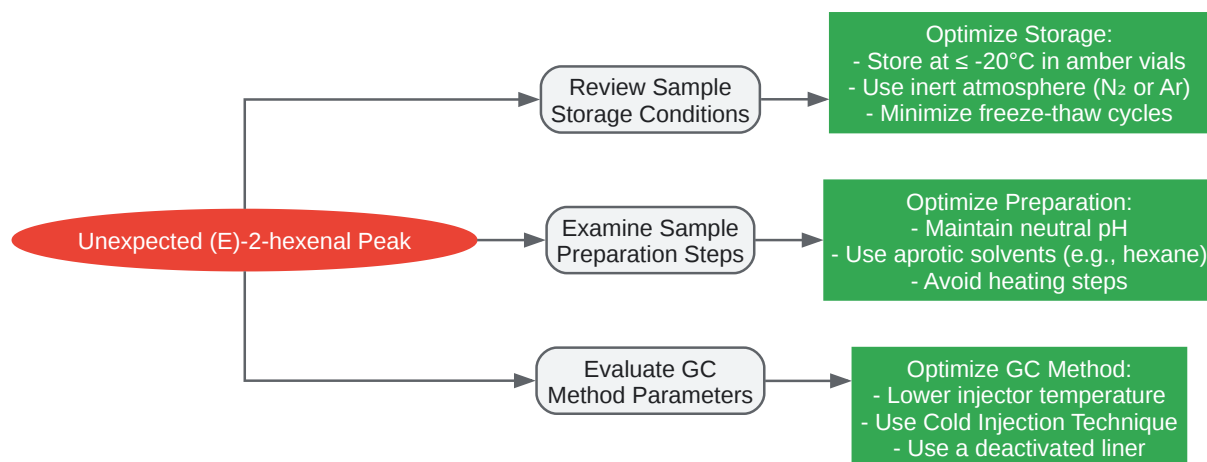 Unexpected (E)-2-hexenal Peak
Review Sample
Storage Conditions
Optimize Storage:
- Store at ≤ -20°C in amber vials
- Use inert atmosphere (N₂ or Ar)
- Minimize freeze-thaw cycles
Examine Sample
Preparation Steps
Optimize Preparation:
- Maintain neutral pH
- Use aprotic solvents (e.g., hexane)
- Avoid heating steps
Evaluate GC
Method Parameters
Optimize GC Method:
- Lower injector temperature
- Use Cold Injection Technique
- Use a deactivated liner